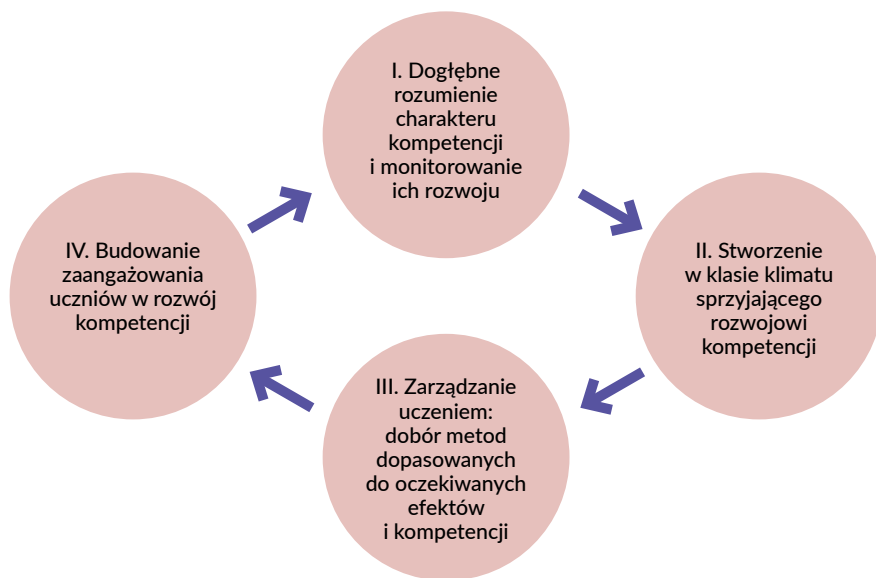 I. Dogłębne
rozumienie
charakteru
kompetencji
i monitorowanie
ich rozwoju
II. Stworzenie
w klasie klimatu
sprzyjającego
rozwojowi
kompetencji
III. Zarządzanie
uczeniem:
dobór metod
dopasowanych
do oczekiwanych
efektów
i kompetencji
IV. Budowanie
zaangażowania
uczniów w rozwój
kompetencji